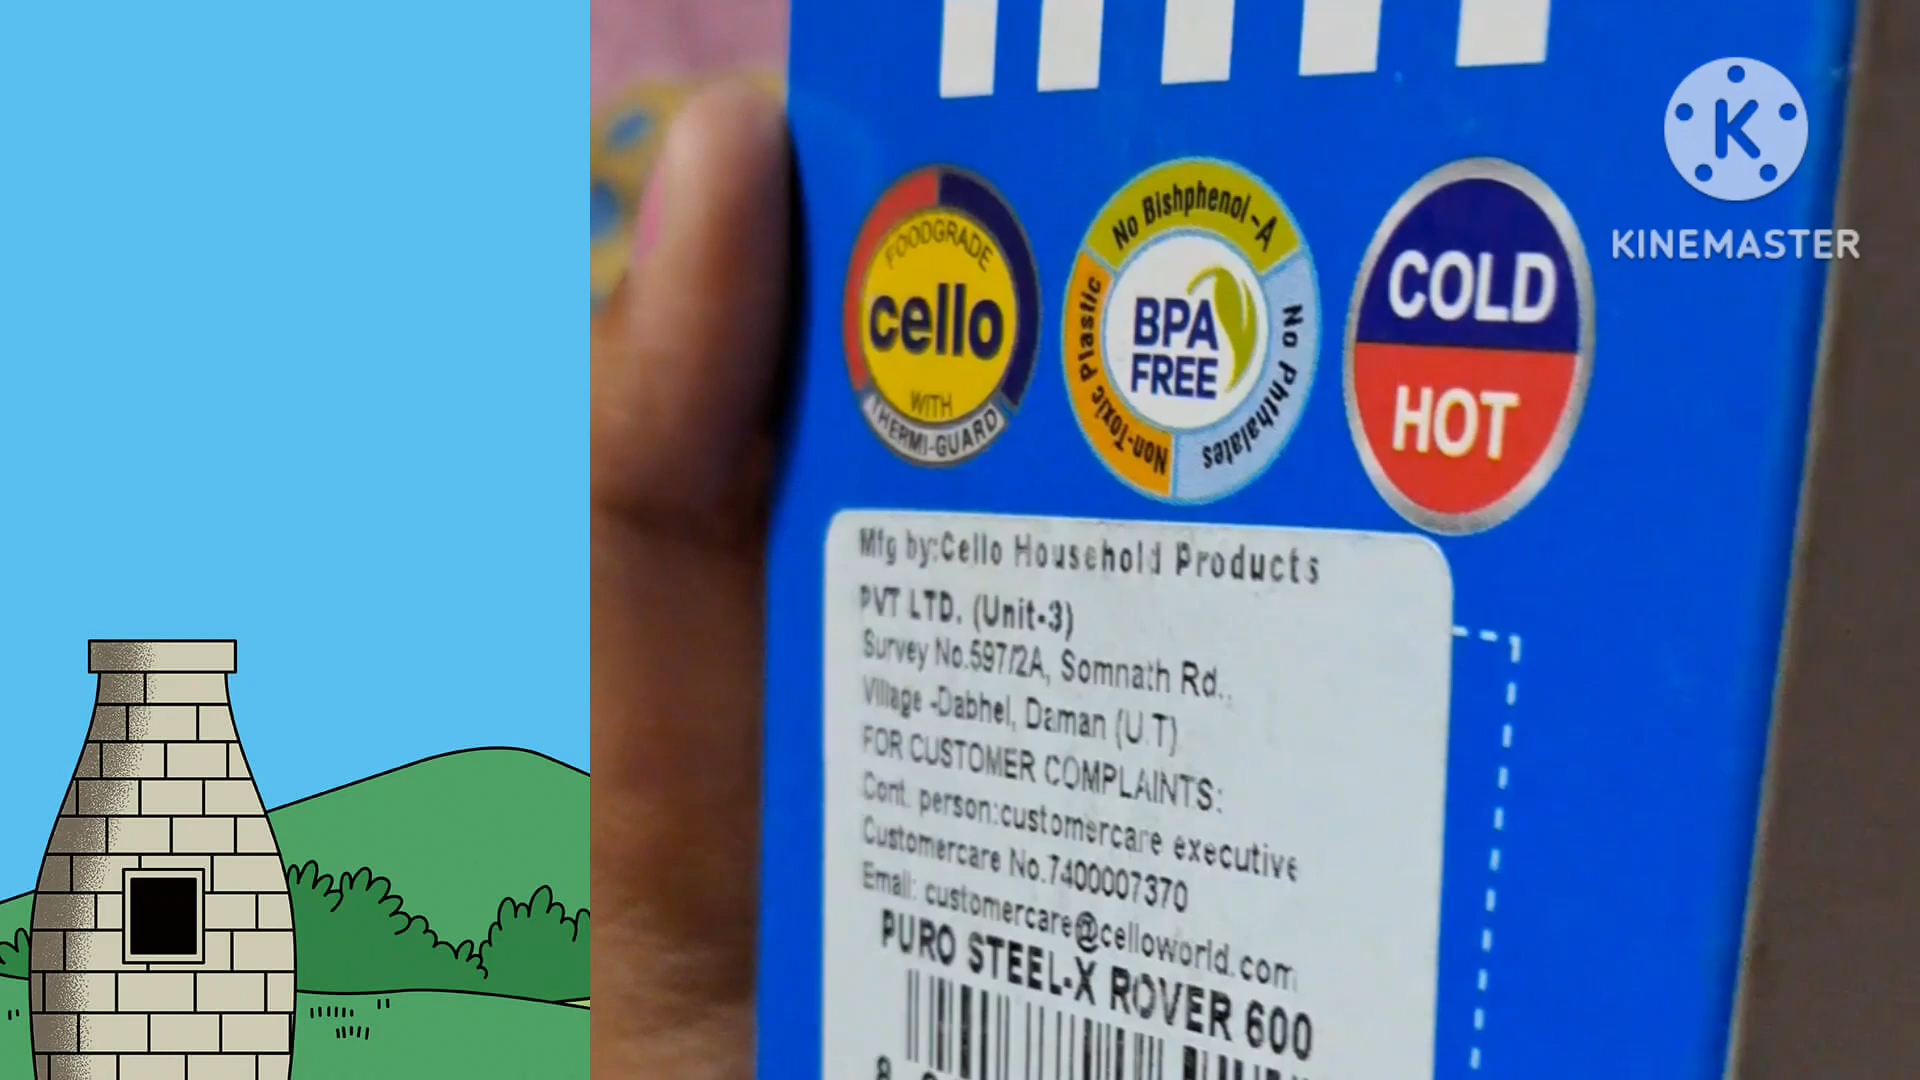 FOODGRADE
cello
WITH
THERMI-GUARD
No Bishphenol-A
Non-Toxic Plastic
No Phthalates
BPA
FREE
COLD
HOT
K
KINEMASTER
Mfg by:Cello Household Products
PVT LTD. (Unit-3)
Survey No.597/2A, Somnath Rd.,
Village -Dabhel, Daman (U.T)
FOR CUSTOMER COMPLAINTS:
Cont. person:customercare executive
Customercare No.7400007370
Email: customercare@celloworld.com
PURO STEEL-X ROVER 600
8